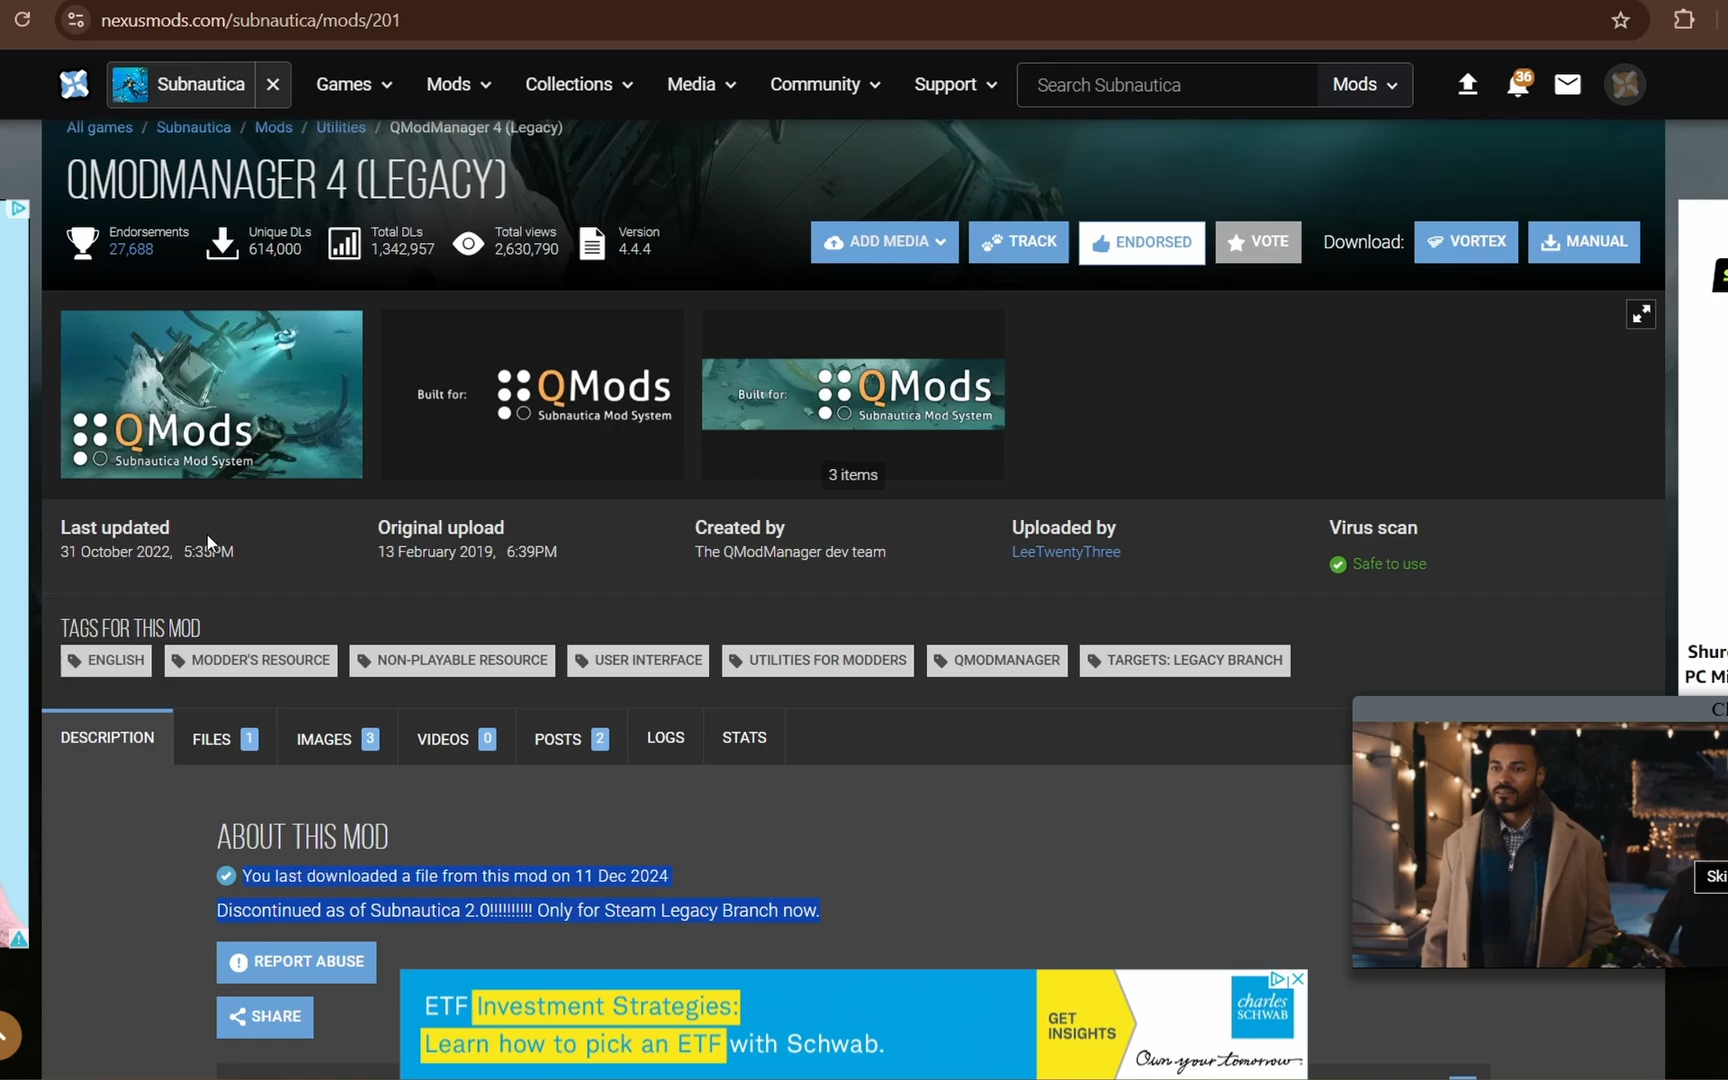 nexusmods.com/subnautica/mods/201
Subnautica Games Mods Collections Media Community Support Search Subnautica Mods 36
All games / Subnautica / Mods / Utilities / QModManager 4 (Legacy)
QMODMANAGER 4 (LEGACY)
Endorsements Unique DLs Total DLs Total views Version
27,688 614,000 1,342,957 2,630,790 4.4.4
ADD MEDIA TRACK ENDORSED VOTE Download: VORTEX MANUAL
QMods
Subnautica Mod System
Built for: QMods
Subnautica Mod System
Built for: QMods
Subnautica Mod System
3 items
Last updated Original upload Created by Uploaded by Virus scan
31 October 2022, 5:35PM 13 February 2019, 6:39PM The QModManager dev team LeeTwentyThree Safe to use
TAGS FOR THIS MOD
ENGLISH MODDER'S RESOURCE NON-PLAYABLE RESOURCE USER INTERFACE UTILITIES FOR MODDERS QMODMANAGER TARGETS: LEGACY BRANCH
DESCRIPTION FILES 1 IMAGES 3 VIDEOS 0 POSTS 2 LOGS STATS
ABOUT THIS MOD
You last downloaded a file from this mod on 11 Dec 2024
Discontinued as of Subnautica 2.0!!!!!!!!!! Only for Steam Legacy Branch now.
REPORT ABUSE
SHARE
ETF Investment Strategies:
Learn how to pick an ETF with Schwab.
GET
INSIGHTS
charles
SCHWAB
Own your tomorrow.
Shur
PC Mi
Ski